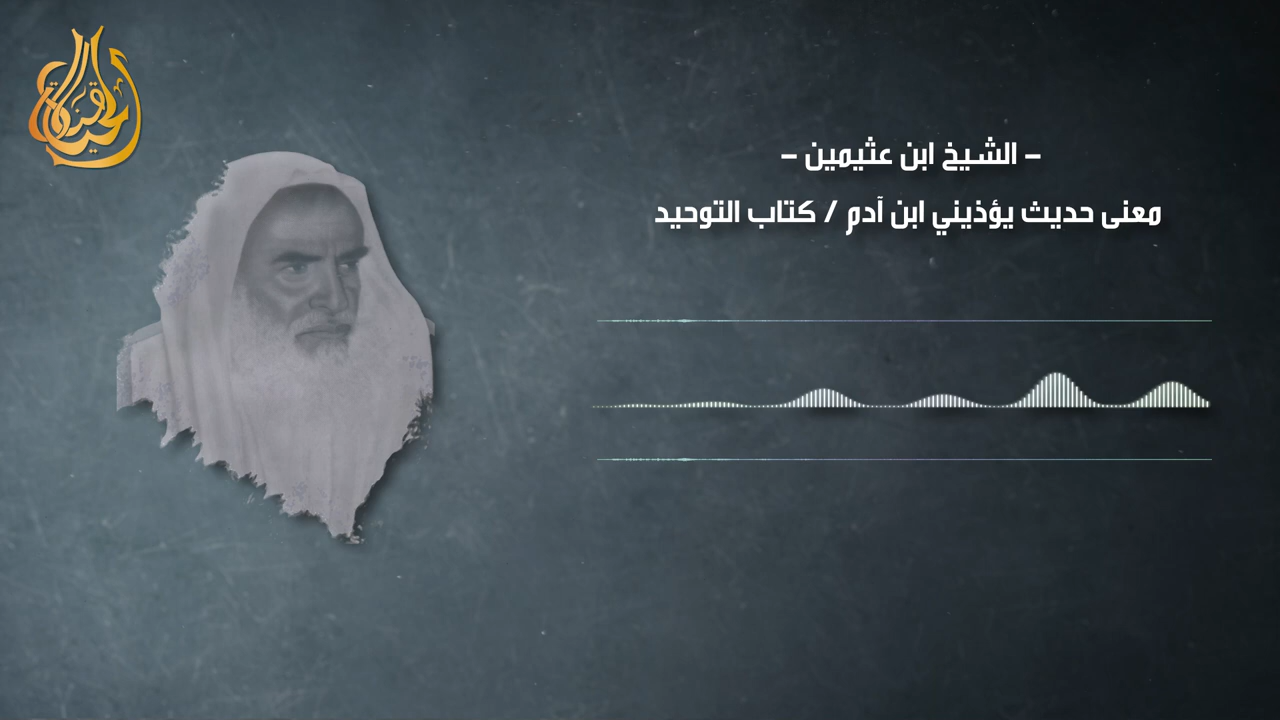 – الشيخ ابن عثيمين –
معنى حديث يؤذيني ابن آدم / كتاب التوحيد